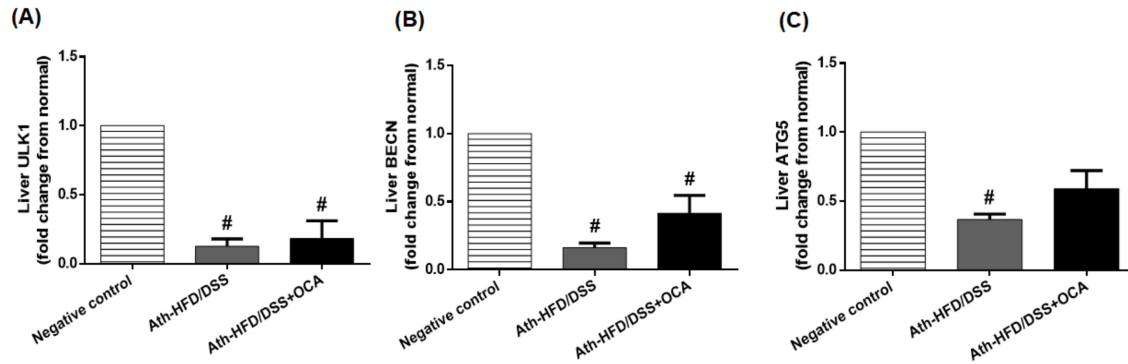 (A)
Liver ULK1
(fold change from normal)
1.5
1.0
0.5
0.0
#
#
Negative control
Ath-HFD/DSS
Ath-HFD/DSS+OCA
(B)
Liver BECN
(fold change from normal)
1.5
1.0
0.5
0.0
#
#
Negative control
Ath-HFD/DSS
Ath-HFD/DSS+OCA
(C)
Liver ATG5
(fold change from normal)
1.5
1.0
0.5
0.0
#
Negative control
Ath-HFD/DSS
Ath-HFD/DSS+OCA